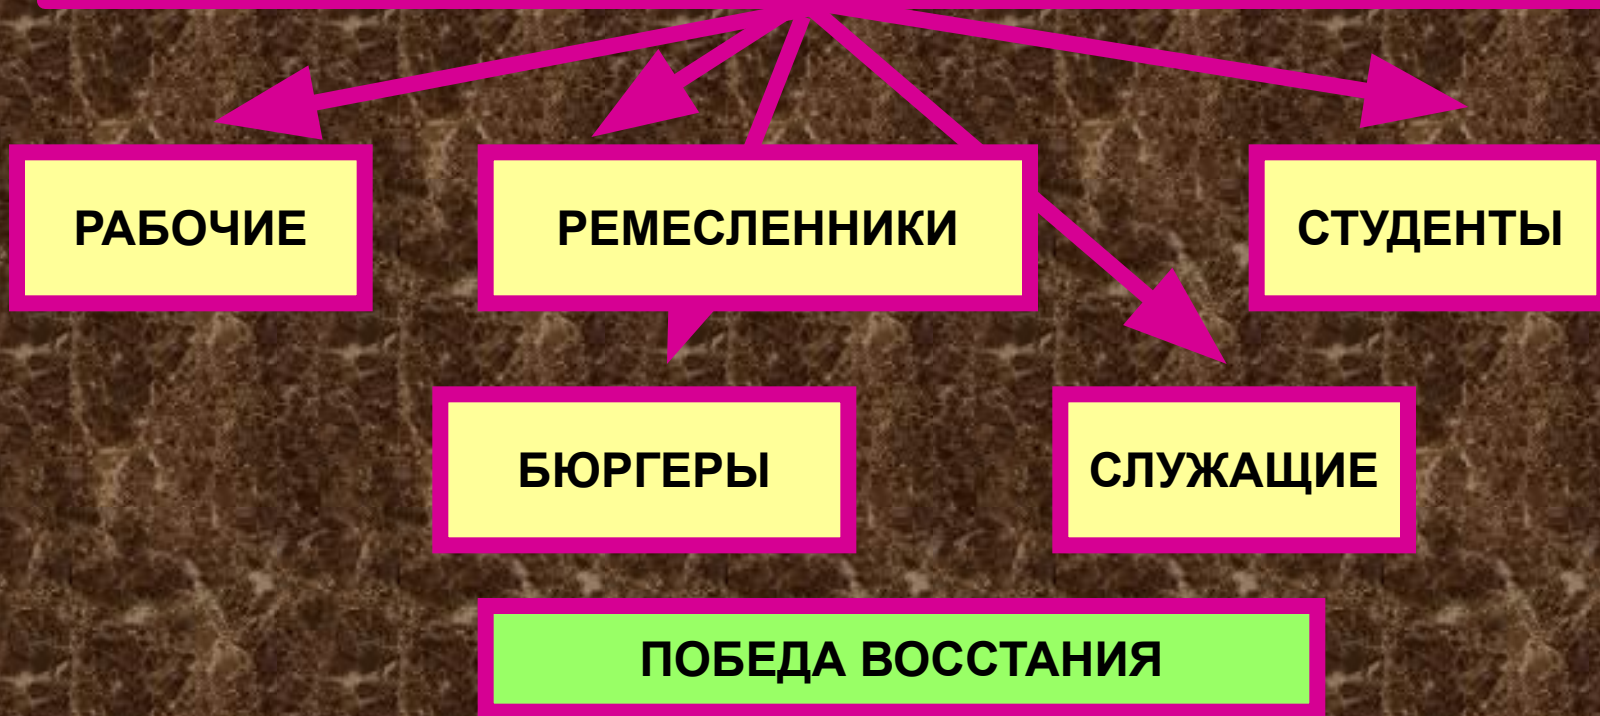 РАБОЧИЕ
РЕМЕСЛЕННИКИ
СТУДЕНТЫ
БЮРГЕРЫ
СЛУЖАЩИЕ
ПОБЕДА ВОССТАНИЯ